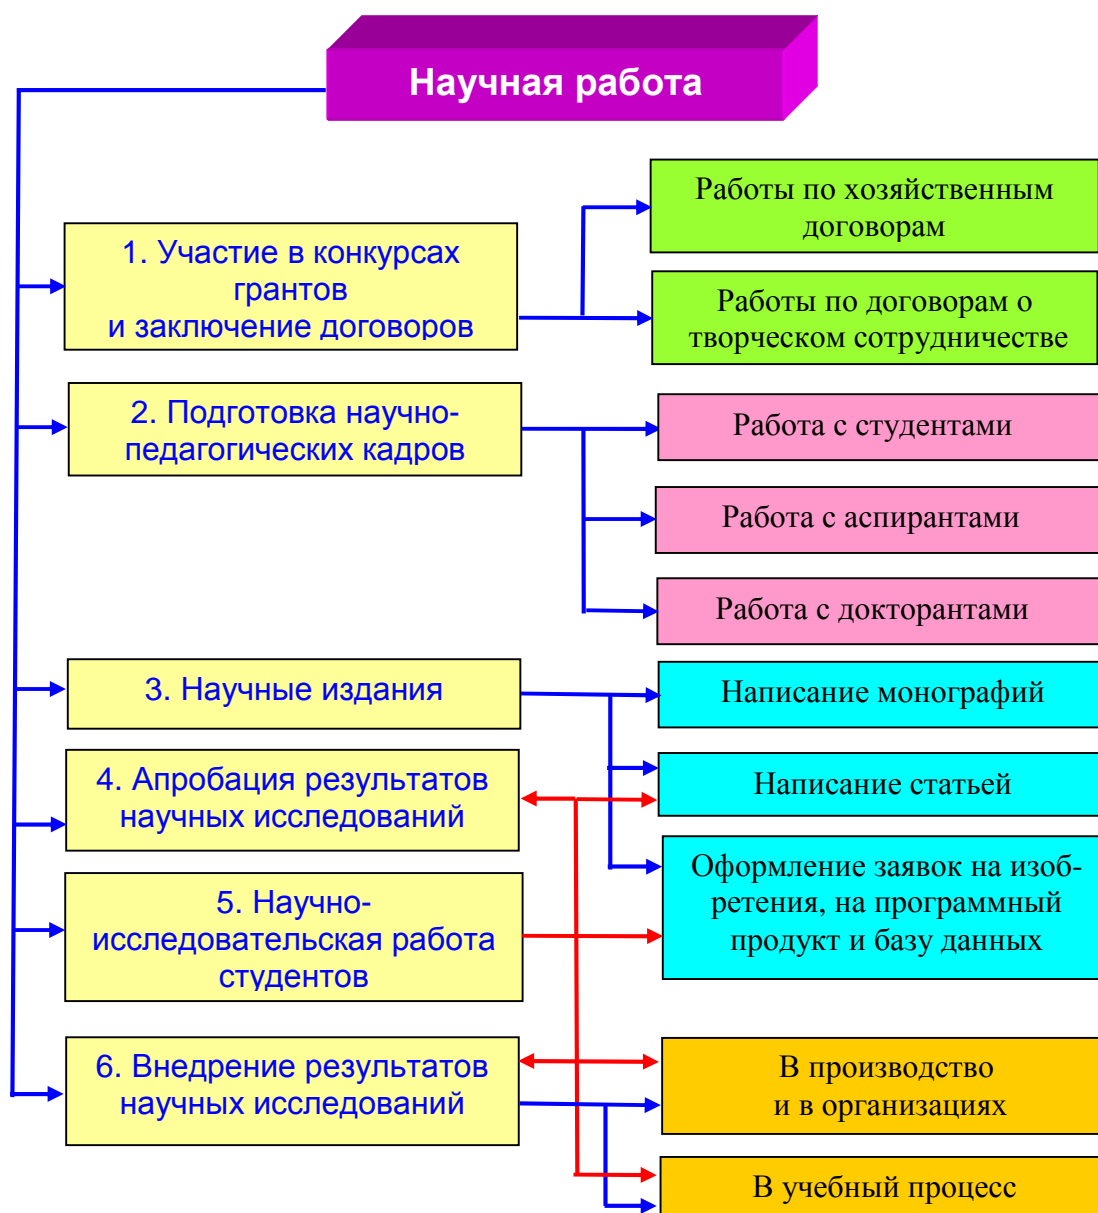 Научная работа
Работы по хозяйственным
договорам
1. Участие в конкурсах
грантов
и заключение договоров
Работы по договорам о
творческом сотрудничестве
2. Подготовка научно-
педагогических кадров
Работа с студентами
Работа с аспирантами
Работа с докторантами
3. Научные издания
Написание монографий
4. Апробация результатов
научных исследований
Написание статьей
Оформление заявок на изоб-
ретения, на программный
продукт и базу данных
5. Научно-
исследовательская работа
студентов
6. Внедрение результатов
научных исследований
В производство
и в организациях
В учебный процесс